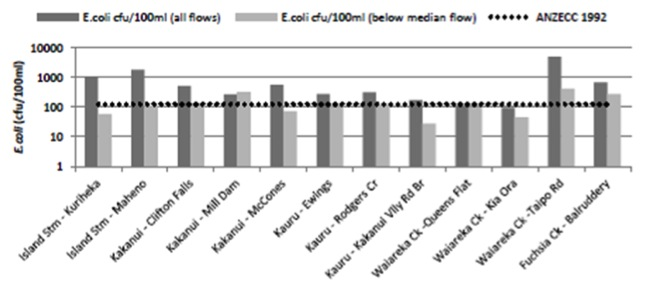 E.coli cfu/100ml (all flows) E.coli cfu/100ml (below median flow) ANZECC 1992
E.coli (cfu/100ml)
10000
1000
100
10
1
Island Strm - Kuriheka
Island Strm - Maheno
Kakanui - Clifton Falls
Kakanui - Mill Dam
Kakanui - McCones
Kauru - Ewings
Kauru - Rodgers Cr
Kauru - Kakanui Vlly Rd Br
Waiareka Ck -Queens Flat
Waiareka Ck - Kia Ora
Waiareka Ck -Taipo Rd
Fuchsia Ck - Balruddery